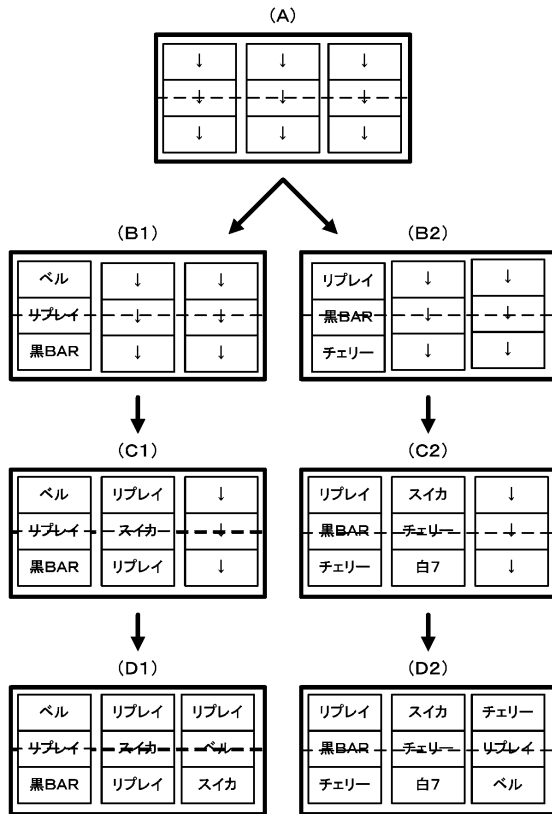 (A)
↓ ↓ ↓
↓ ↓ ↓
↓ ↓ ↓
(B1)
ベル ↓ ↓
リプレイ ↓ ↓
黒BAR ↓ ↓
(B2)
リプレイ ↓ ↓
黒BAR ↓ ↓
チェリー ↓ ↓
(C1)
ベル リプレイ ↓
リプレイ スイカ ↓
黒BAR リプレイ ↓
(C2)
リプレイ スイカ ↓
黒BAR チェリー ↓
チェリー 白7 ↓
(D1)
ベル リプレイ リプレイ
リプレイ スイカ ベル
黒BAR リプレイ スイカ
(D2)
リプレイ スイカ チェリー
黒BAR チェリー リプレイ
チェリー 白7 ベル